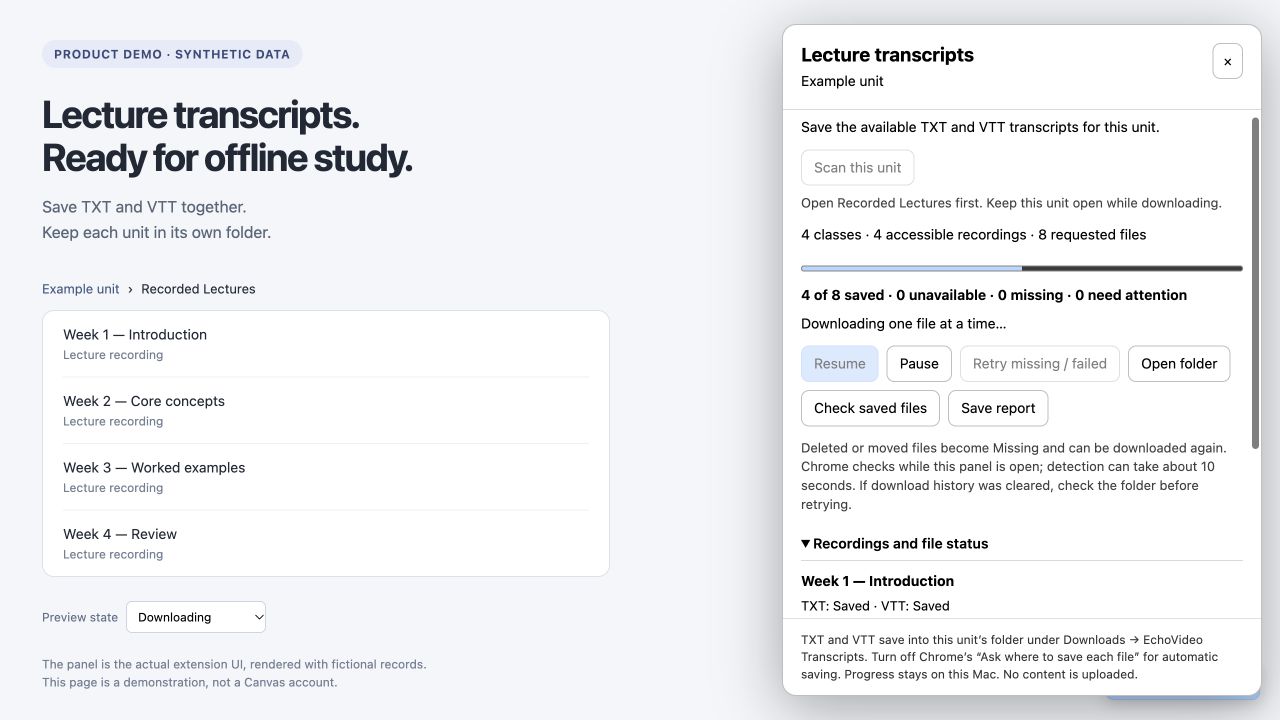 PRODUCT DEMO · SYNTHETIC DATA
Lecture transcripts.
Ready for offline study.
Save TXT and VTT together.
Keep each unit in its own folder.
Example unit › Recorded Lectures
Week 1 — Introduction
Lecture recording
Week 2 — Core concepts
Lecture recording
Week 3 — Worked examples
Lecture recording
Week 4 — Review
Lecture recording
Preview state Downloading
The panel is the actual extension UI, rendered with fictional records.
This page is a demonstration, not a Canvas account.
Lecture transcripts
×
Example unit
Save the available TXT and VTT transcripts for this unit.
Scan this unit
Open Recorded Lectures first. Keep this unit open while downloading.
4 classes · 4 accessible recordings · 8 requested files
4 of 8 saved · 0 unavailable · 0 missing · 0 need attention
Downloading one file at a time…
Resume Pause Retry missing / failed Open folder
Check saved files Save report
Deleted or moved files become Missing and can be downloaded again.
Chrome checks while this panel is open; detection can take about 10
seconds. If download history was cleared, check the folder before
retrying.
▼ Recordings and file status
Week 1 — Introduction
TXT: Saved · VTT: Saved
TXT and VTT save into this unit’s folder under Downloads → EchoVideo
Transcripts. Turn off Chrome’s “Ask where to save each file” for automatic
saving. Progress stays on this Mac. No content is uploaded.